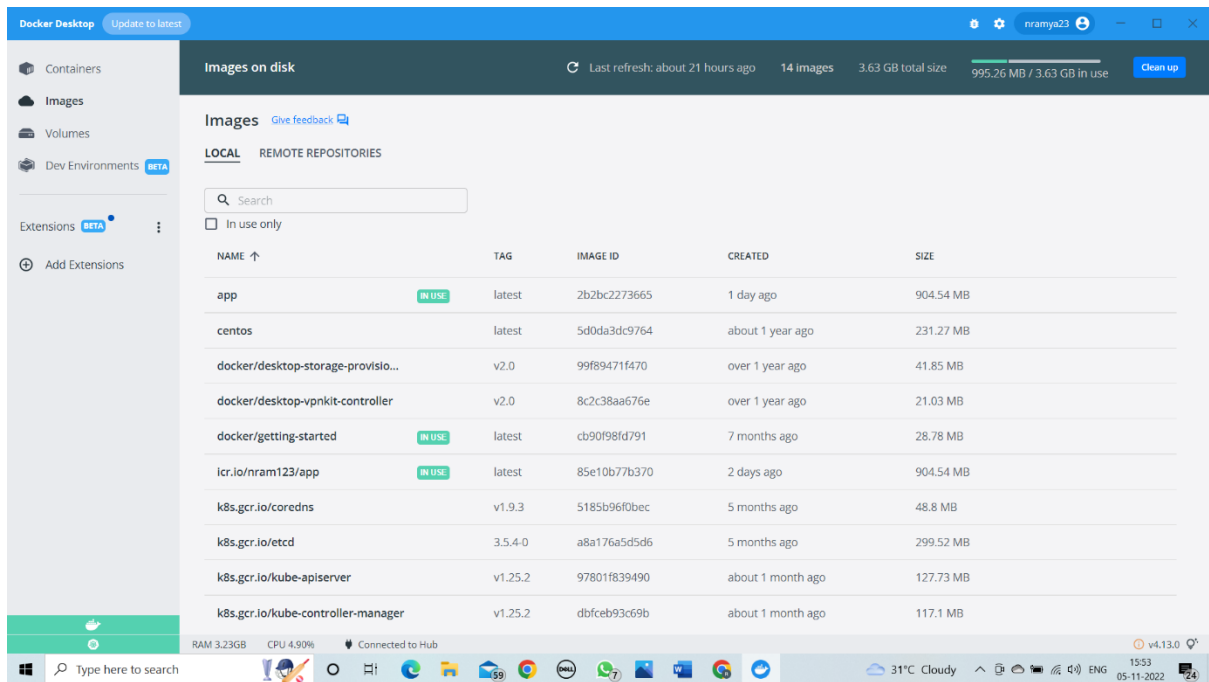 Docker Desktop Update to latest nramya23
Containers
Images
Volumes
Dev Environments BETA
Extensions BETA
Add Extensions
Images on disk Last refresh: about 21 hours ago 14 images 3.63 GB total size 995.26 MB / 3.63 GB in use Clean up
Images Give feedback
LOCAL REMOTE REPOSITORIES
Search
In use only
NAME TAG IMAGE ID CREATED SIZE
app IN USE latest 2b2bc2273665 1 day ago 904.54 MB
centos latest 5d0da3dc9764 about 1 year ago 231.27 MB
docker/desktop-storage-provisio... v2.0 99f89471f470 over 1 year ago 41.85 MB
docker/desktop-vpnkit-controller v2.0 8c2c38aa676e over 1 year ago 21.03 MB
docker/getting-started IN USE latest cb90f98fd791 7 months ago 28.78 MB
icr.io/nram123/app IN USE latest 85e10b77b370 2 days ago 904.54 MB
k8s.gcr.io/coredns v1.9.3 5185b96f0bec 5 months ago 48.8 MB
k8s.gcr.io/etcd 3.5.4-0 a8a176a5d5d6 5 months ago 299.52 MB
k8s.gcr.io/kube-apiserver v1.25.2 97801f839490 about 1 month ago 127.73 MB
k8s.gcr.io/kube-controller-manager v1.25.2 dbfceb93c69b about 1 month ago 117.1 MB
RAM 3.23GB CPU 4.90% Connected to Hub v4.13.0
Type here to search 59 DELL 7 31°C Cloudy ENG 15:53
05-11-2022 24